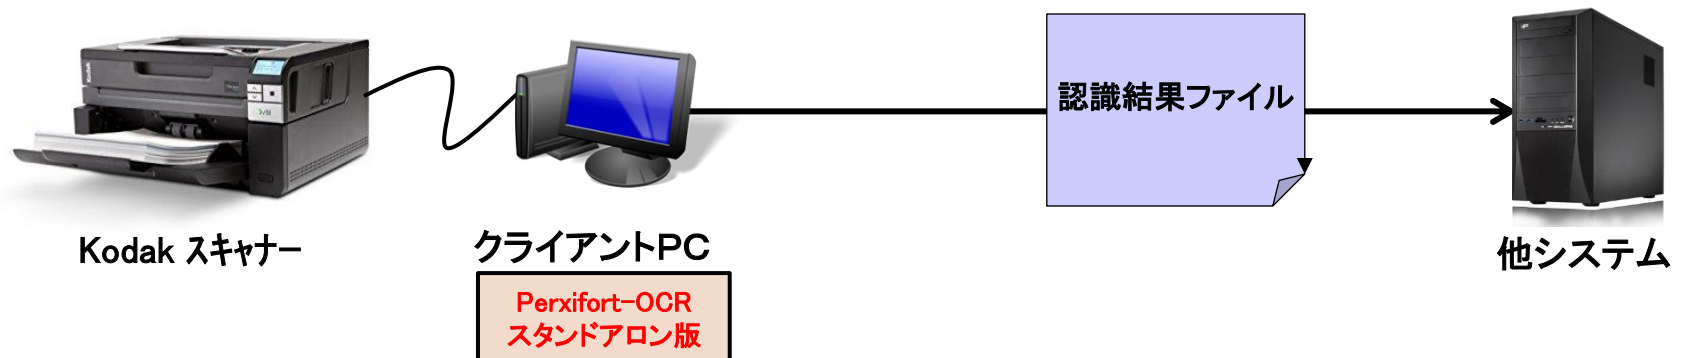 Kodak
認識結果ファイル
Kodak スキャナー
クライアントPC
他システム
Perxifort-OCR
スタンドアロン版